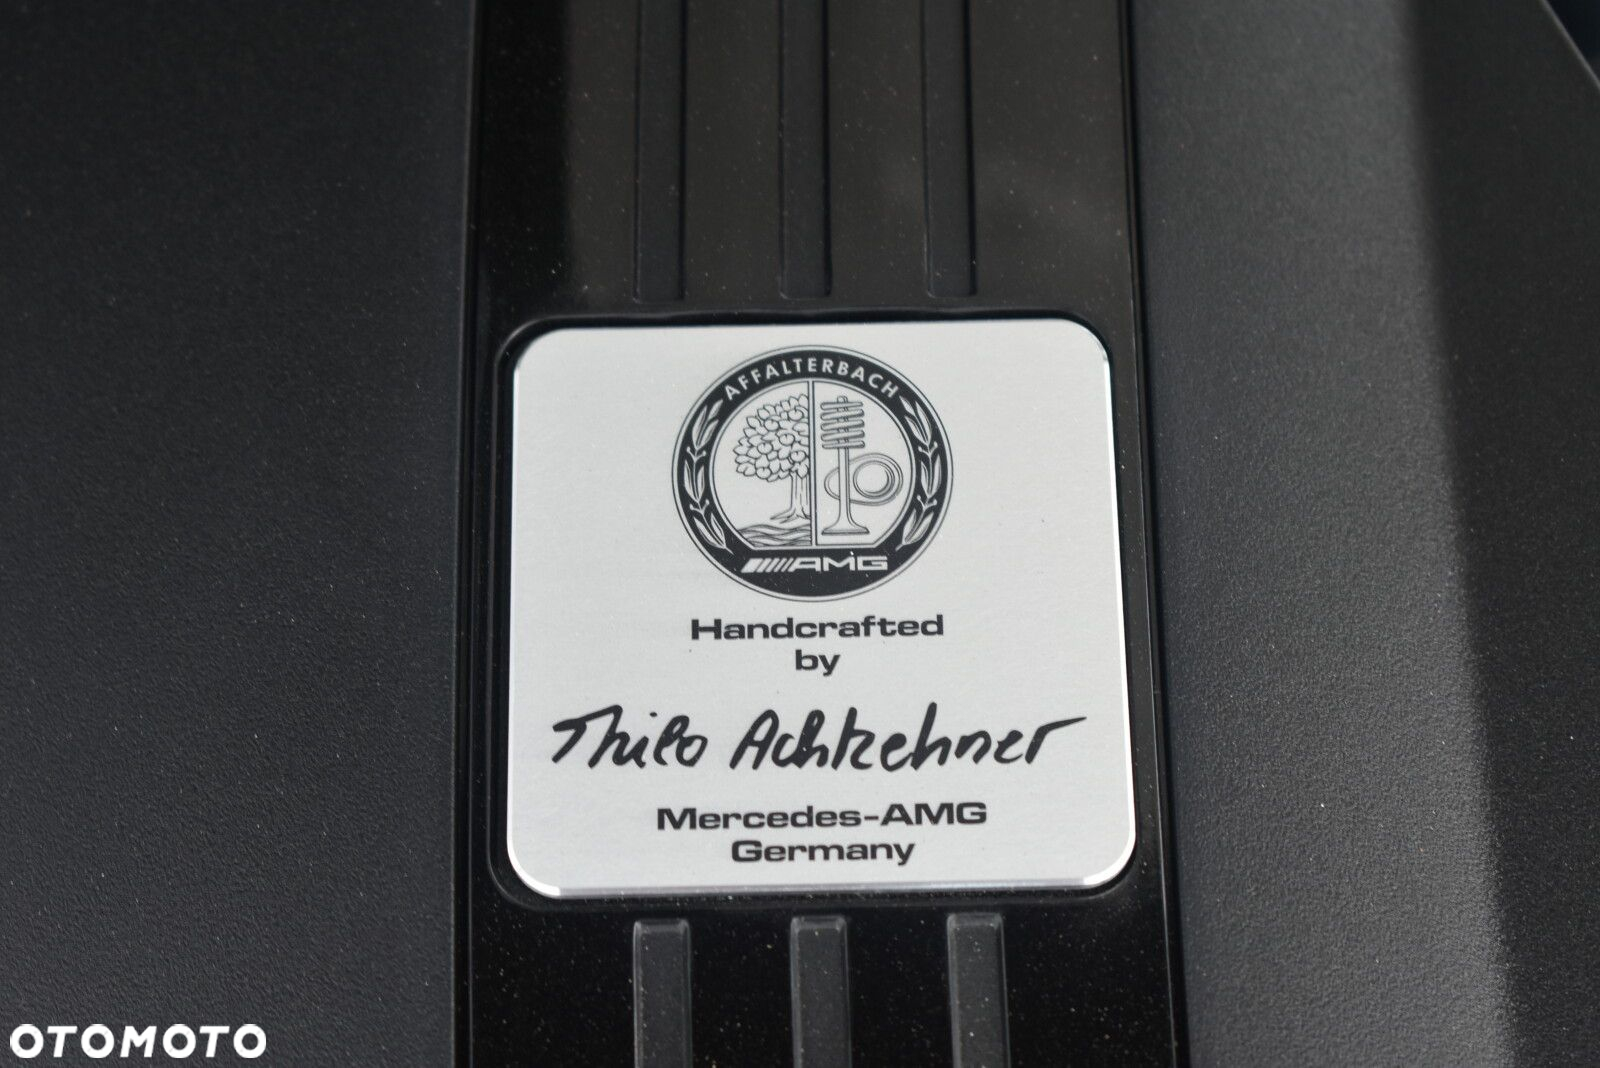 AFFALTERBACH
AMG
Handcrafted
by
Thilo Achtzehner
Mercedes-AMG
Germany
OTOMOTO